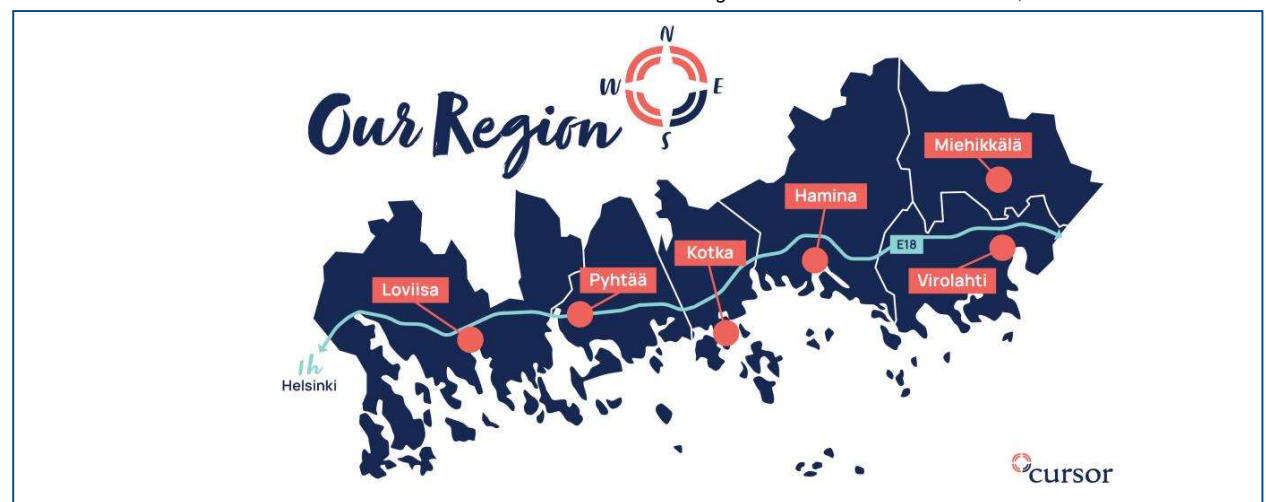 N
W
E
S
Our Region
Miehikkälä
Hamina
E18
Kotka
Virolahti
Pyhtää
Loviisa
1h
Helsinki
cursor